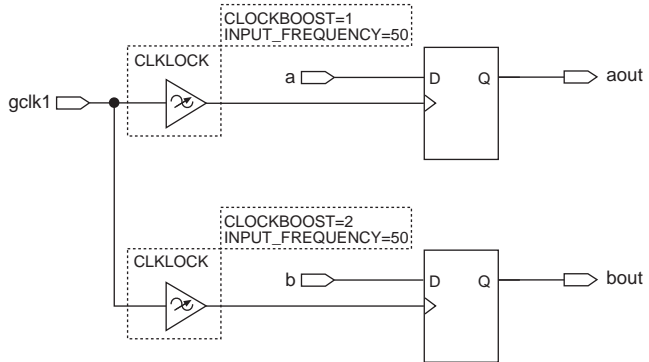 CLOCKBOOST=1
INPUT_FREQUENCY=50
CLKLOCK
gclk1
a
D
Q
aout
CLOCKBOOST=2
INPUT_FREQUENCY=50
CLKLOCK
b
D
Q
bout